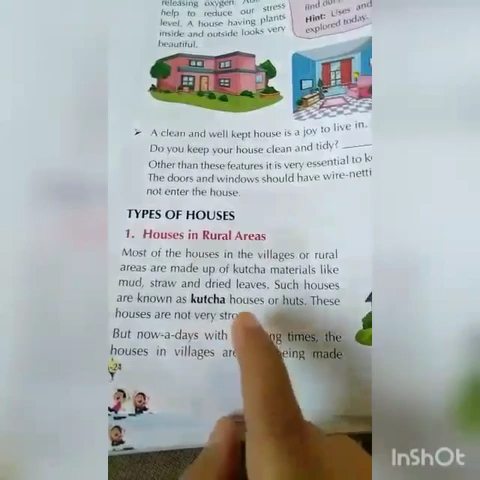 releasing oxygen.
help to reduce our stress
level. A house having plants
inside and outside looks very
beautiful.
find out
Hint: Uses and
explored today.
➤ A clean and well kept house is a joy to live in.
Do you keep your house clean and tidy?
Other than these features it is very essential to
The doors and windows should have wire-netti
not enter the house.
TYPES OF HOUSES
1. Houses in Rural Areas
Most of the houses in the villages or rural
areas are made up of kutcha materials like
mud, straw and dried leaves. Such houses
are known as kutcha houses or huts. These
houses are not very stro
But now-a-days with ng times, the
houses in villages are eing made
24
InShOt